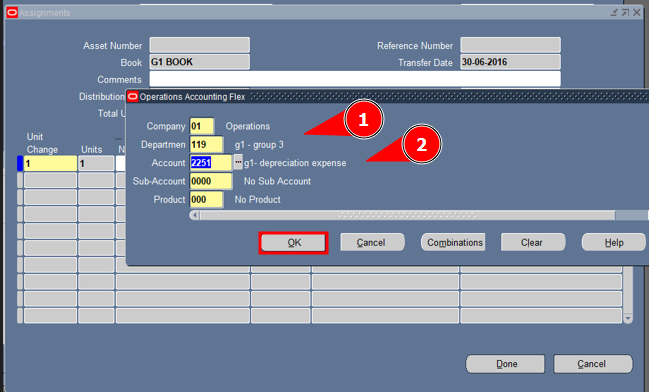 Assignments
Asset Number
Reference Number
Book G1 BOOK
Transfer Date 30-06-2016
Comments
Distribution
Total U
Operations Accounting Flex
Company 01 Operations
1
Departmen 119 g1 - group 3
2
Account 2251 ... g1- depreciation expense
Sub-Account 0000 No Sub Account
Product 000 No Product
OK Cancel Combinations Clear Help
Unit
Change Units N
1 1
Done Cancel